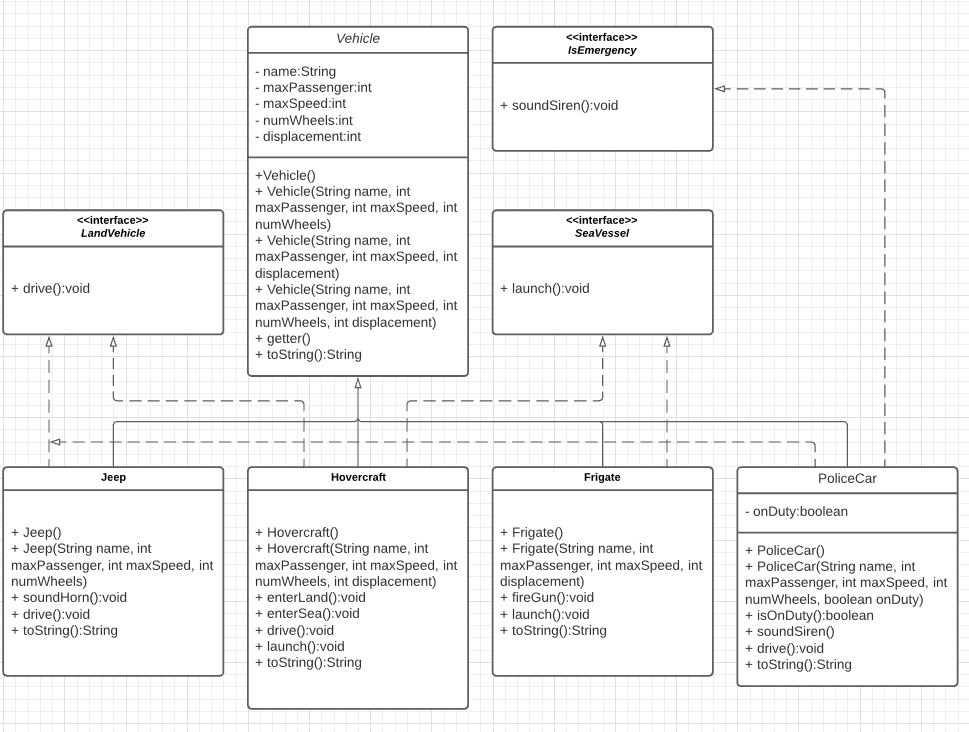 Vehicle
- name:String
- maxPassenger:int
- maxSpeed:int
- numWheels:int
- displacement:int
+Vehicle()
+ Vehicle(String name, int
maxPassenger, int maxSpeed, int
numWheels)
+ Vehicle(String name, int
maxPassenger, int maxSpeed, int
displacement)
+ Vehicle(String name, int
maxPassenger, int maxSpeed, int
numWheels, int displacement)
+ getter()
+ toString():String
<<interface>>
IsEmergency
+ soundSiren():void
<<interface>>
LandVehicle
+ drive():void
<<interface>>
SeaVessel
+ launch():void
Jeep
+ Jeep()
+ Jeep(String name, int
maxPassenger, int maxSpeed, int
numWheels)
+ soundHorn():void
+ drive():void
+ toString():String
Hovercraft
+ Hovercraft()
+ Hovercraft(String name, int
maxPassenger, int maxSpeed, int
numWheels, int displacement)
+ enterLand():void
+ enterSea():void
+ drive():void
+ launch():void
+ toString():String
Frigate
+ Frigate()
+ Frigate(String name, int
maxPassenger, int maxSpeed, int
displacement)
+ fireGun():void
+ launch():void
+ toString():String
PoliceCar
- onDuty:boolean
+ PoliceCar()
+ PoliceCar(String name, int
maxPassenger, int maxSpeed, int
numWheels, boolean onDuty)
+ isOnDuty():boolean
+ soundSiren()
+ drive():void
+ toString():String